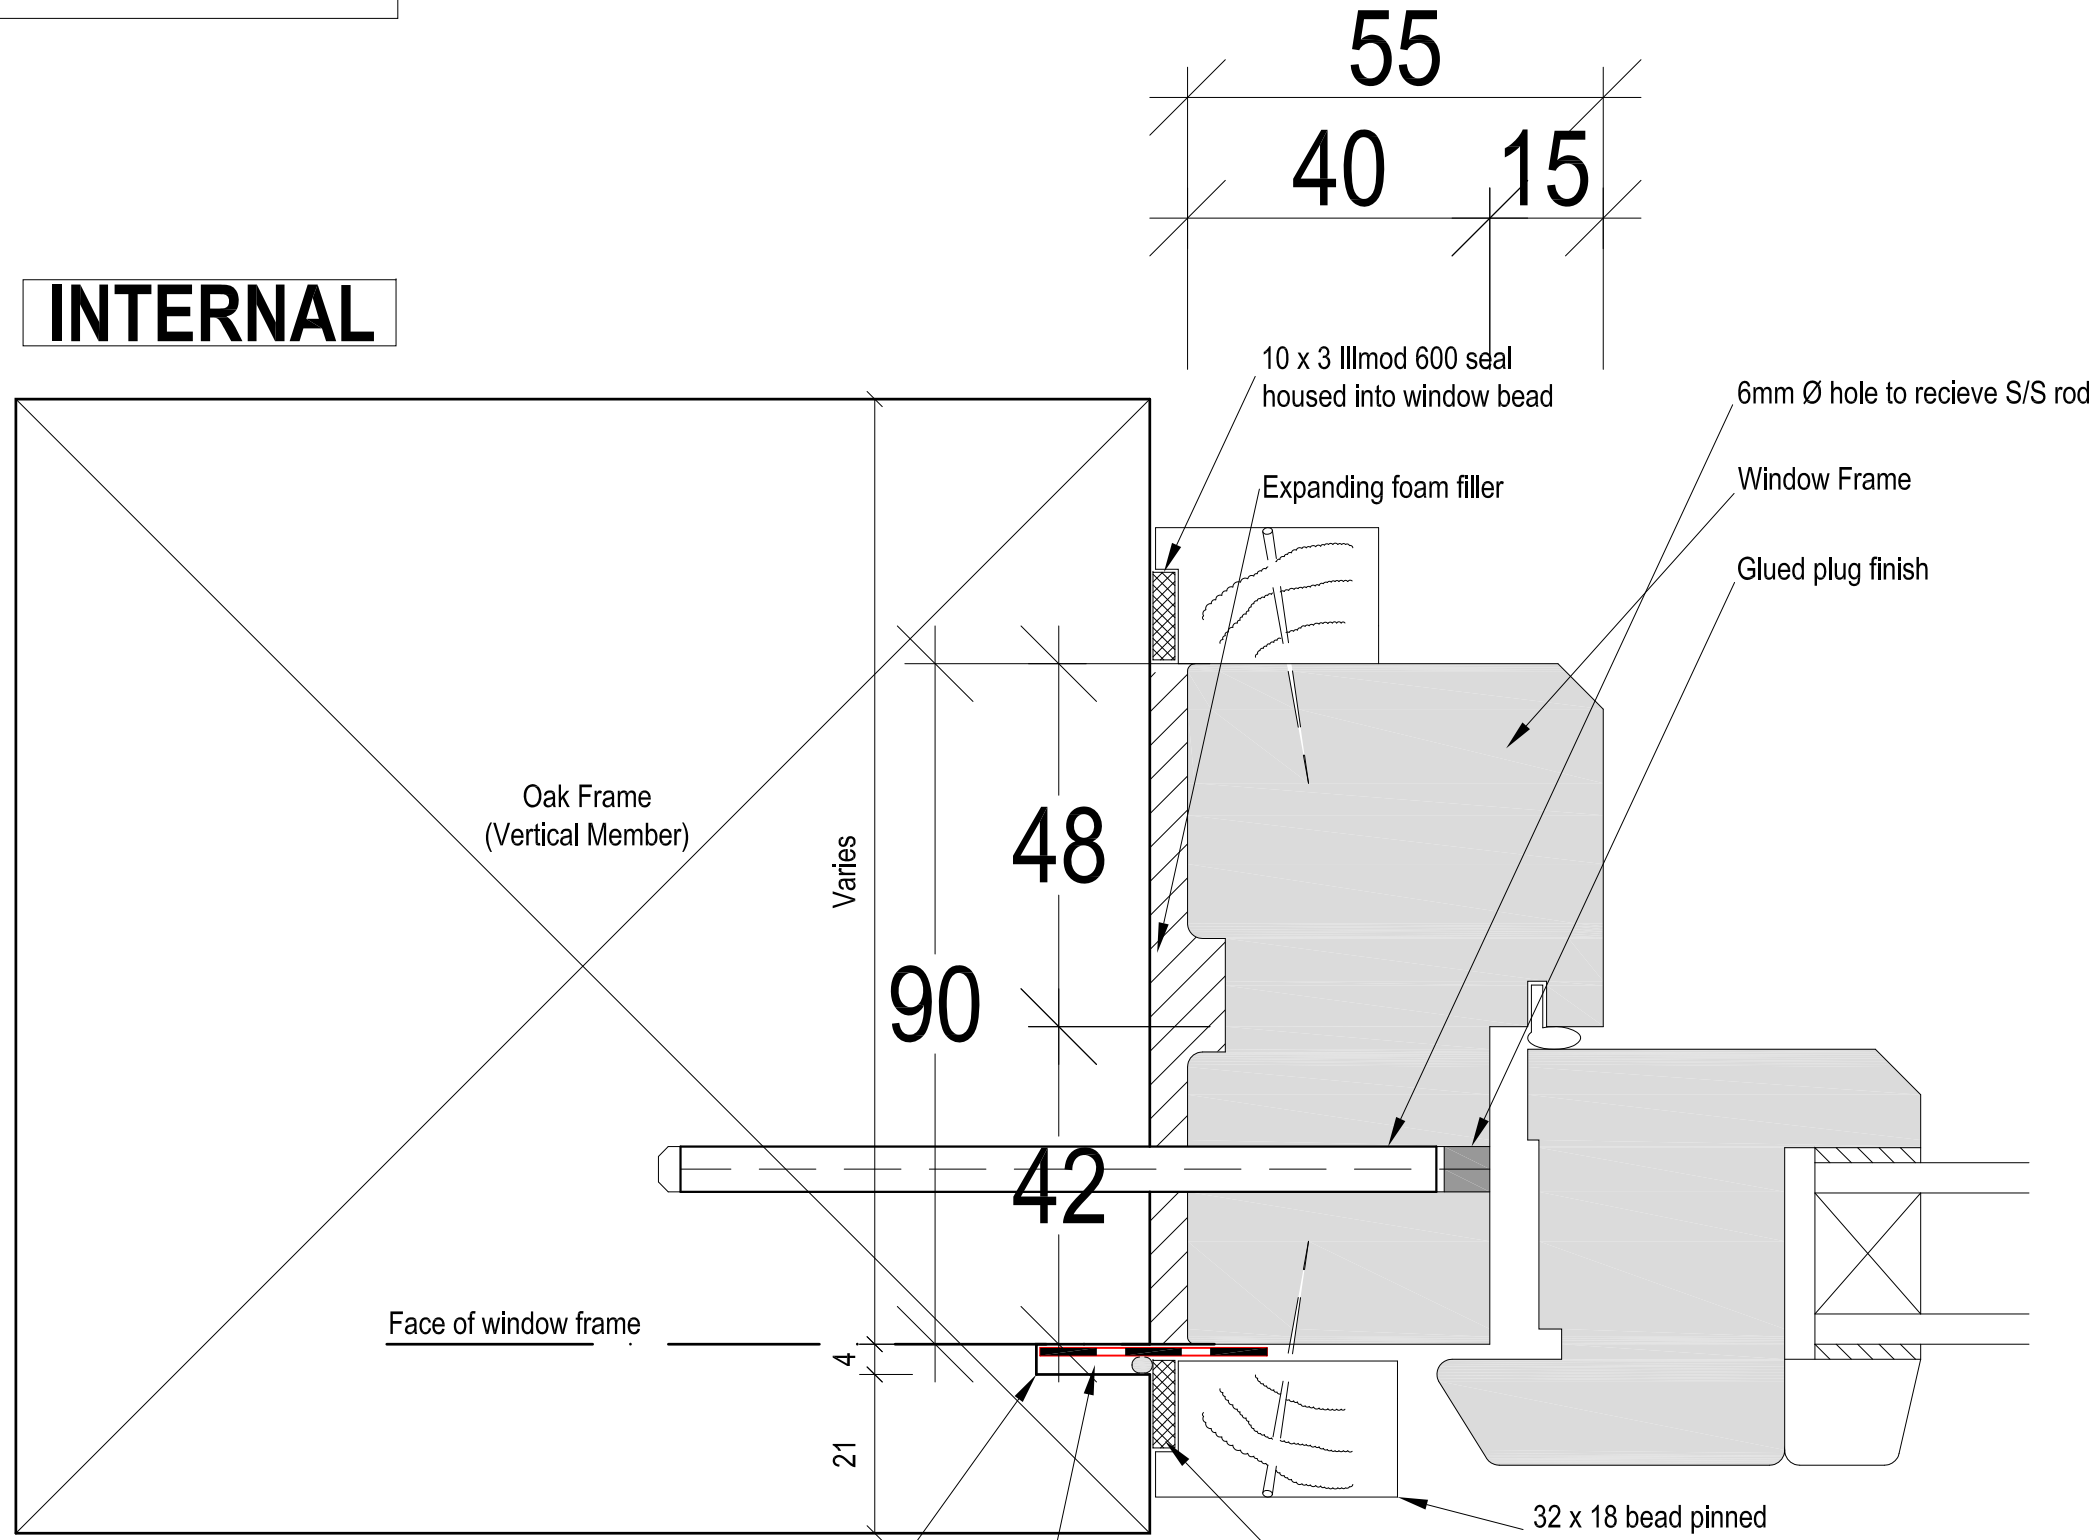 55
40 15
INTERNAL
10 x 3 Illmod 600 seal
housed into window bead
6mm Ø hole to recieve S/S rod
Expanding foam filler
Window Frame
Glued plug finish
Oak Frame
(Vertical Member)
Varies
48
90
42
Face of window frame
4
21
32 x 18 bead pinned